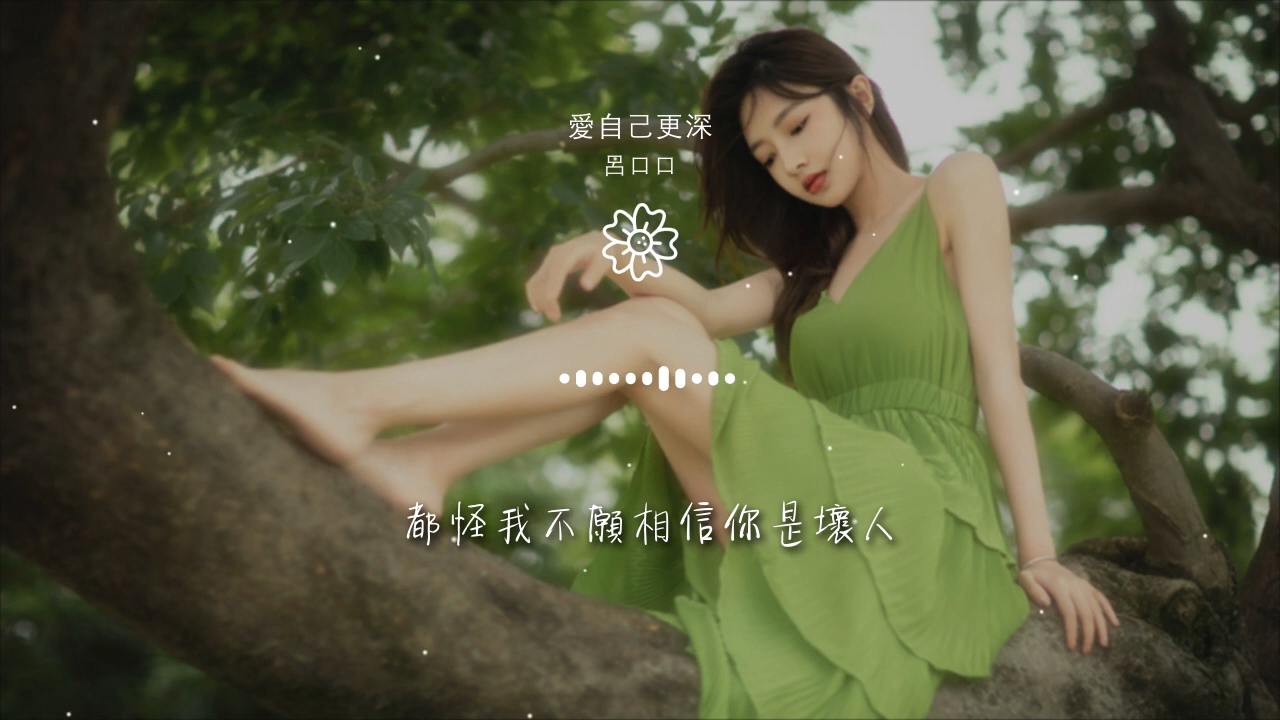 愛自己更深
呂口口
都怪我不願相信你是壞人